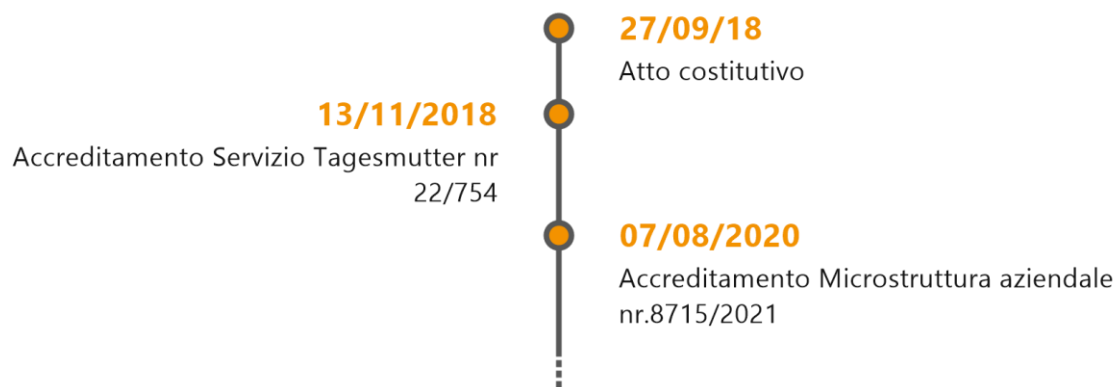 27/09/18
Atto costitutivo
13/11/2018
Accreditamento Servizio Tagesmutter nr
22/754
07/08/2020
Accreditamento Microstruttura aziendale
nr.8715/2021